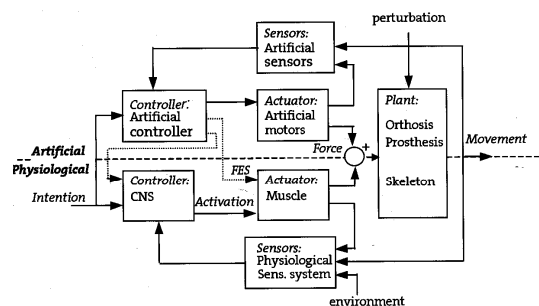 perturbation
Sensors:
Artificial
sensors
Controller:
Artificial
controller
Actuator:
Artificial
motors
Plant:
Orthosis
Prosthesis
Skeleton
Artificial
Physiological
Force
+
Movement
Intention
Controller:
CNS
FES
Activation
Actuator:
Muscle
Sensors:
Physiological
Sens. system
environment